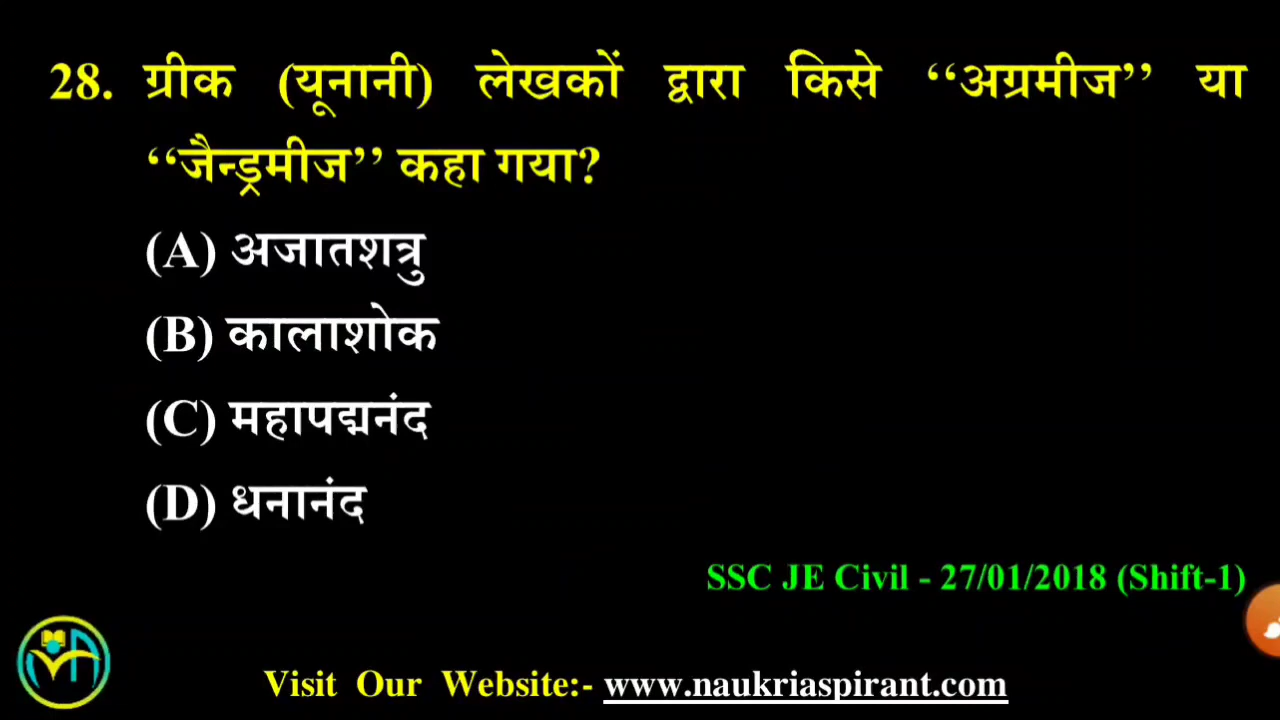 28. ग्रीक (यूनानी) लेखकों द्वारा किसे ‘‘अग्रमीज’’ या
‘‘जैन्ड्रमीज’’ कहा गया?
(A) अजातशत्रु
(B) कालाशोक
(C) महापद्मनंद
(D) धनानंद
SSC JE Civil - 27/01/2018 (Shift-1)
Visit Our Website:- www.naukriaspirant.com